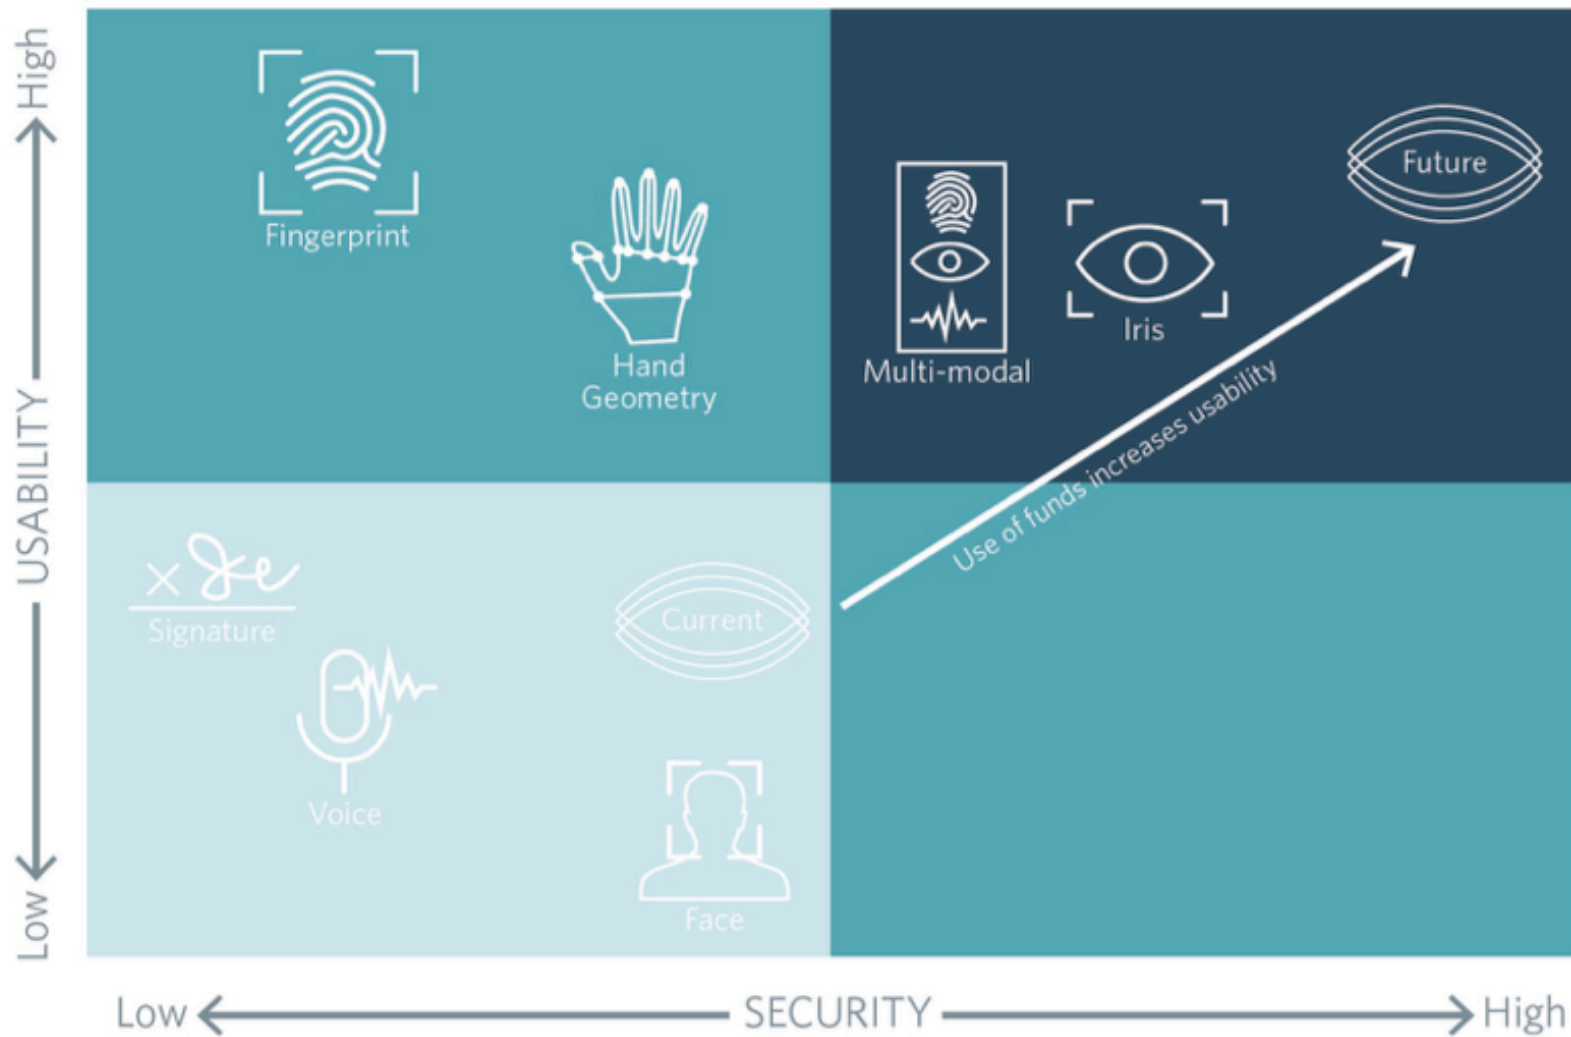 High
USABILITY
Low
Fingerprint
Hand
Geometry
Multi-modal
Iris
Future
Use of funds increases usability
Signature
Voice
Current
Face
Low
SECURITY
High